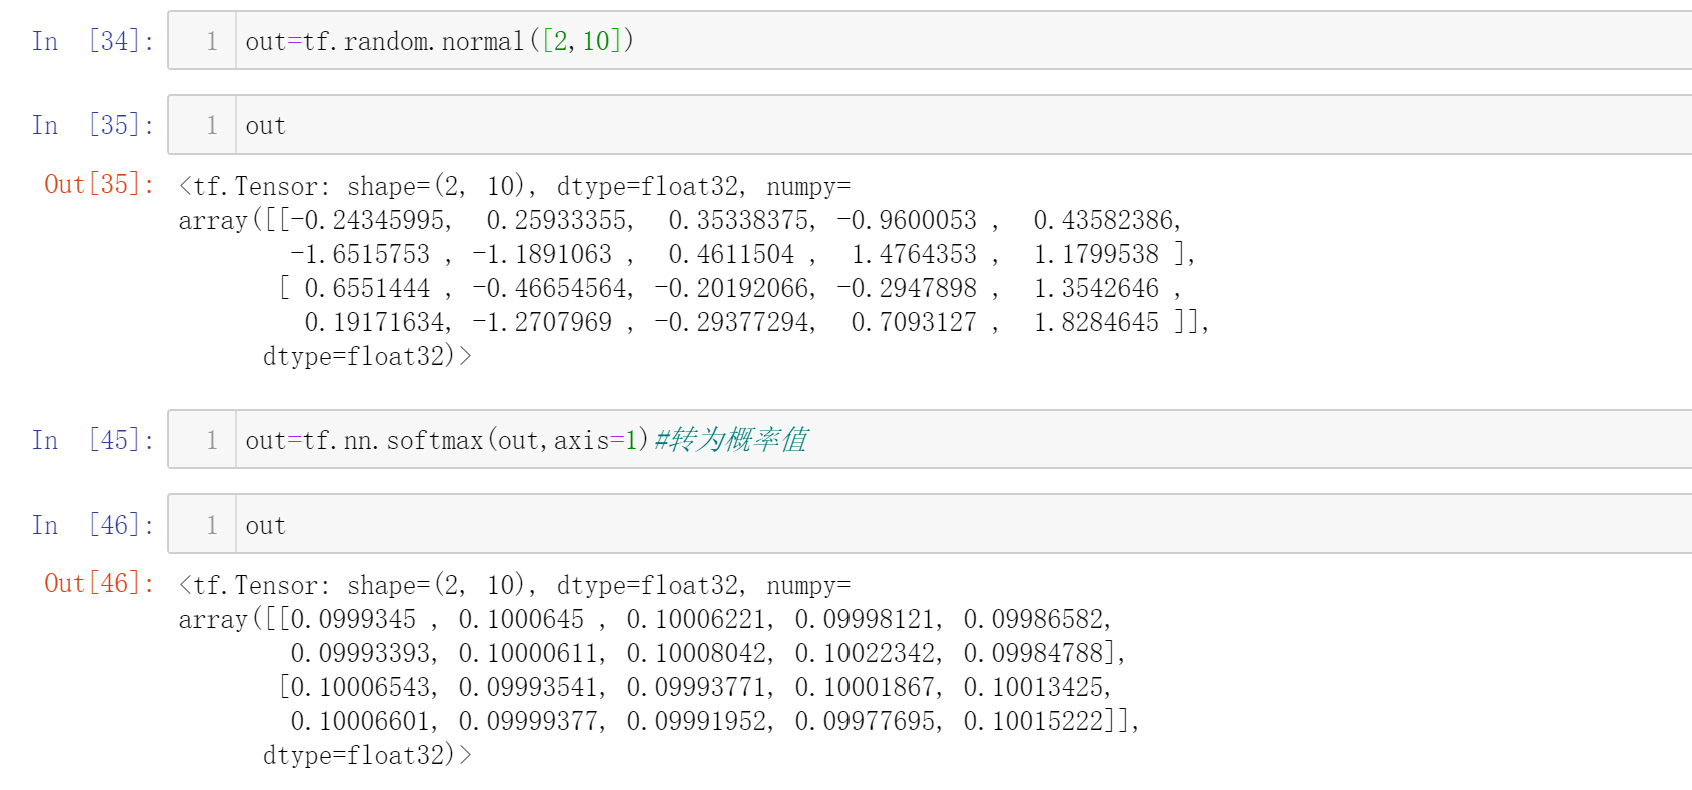 In [34]: 1 out=tf.random.normal([2,10])
In [35]: 1 out
Out[35]: <tf.Tensor: shape=(2, 10), dtype=float32, numpy=
array([[-0.24345995, 0.25933355, 0.35338375, -0.9600053 , 0.43582386,
-1.6515753 , -1.1891063 , 0.4611504 , 1.4764353 , 1.1799538 ],
[ 0.6551444 , -0.46654564, -0.20192066, -0.2947898 , 1.3542646 ,
0.19171634, -1.2707969 , -0.29377294, 0.7093127 , 1.8284645 ]],
dtype=float32)>
In [45]: 1 out=tf.nn.softmax(out,axis=1)#转为概率值
In [46]: 1 out
Out[46]: <tf.Tensor: shape=(2, 10), dtype=float32, numpy=
array([[0.0999345 , 0.1000645 , 0.10006221, 0.09998121, 0.09986582,
0.09993393, 0.10000611, 0.10008042, 0.10022342, 0.09984788],
[0.10006543, 0.09993541, 0.09993771, 0.10001867, 0.10013425,
0.10006601, 0.09999377, 0.09991952, 0.09977695, 0.10015222]],
dtype=float32)>